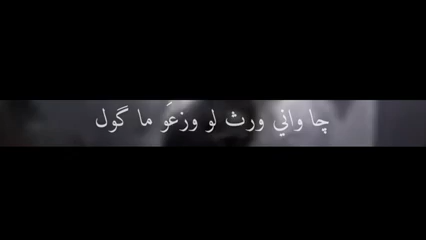 چا واني ورث لو وزعَو ما گول